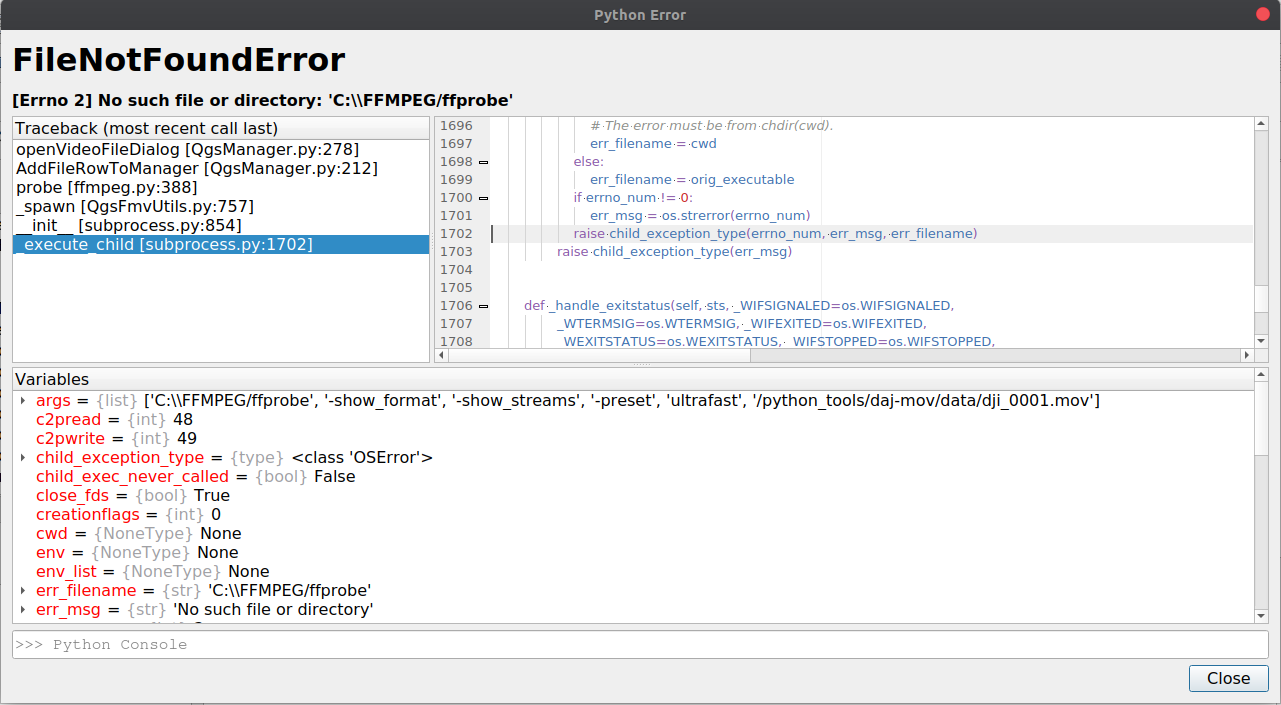 Python Error
FileNotFoundError
[Errno 2] No such file or directory: 'C:\\FFMPEG/ffprobe'
Traceback (most recent call last)
openVideoFileDialog [QgsManager.py:278]
AddFileRowToManager [QgsManager.py:212]
probe [ffmpeg.py:388]
_spawn [QgsFmvUtils.py:757]
__init__ [subprocess.py:854]
_execute_child [subprocess.py:1702]
1696 # The error must be from chdir(cwd).
1697 err_filename = cwd
1698 else:
1699 err_filename = orig_executable
1700 if errno_num != 0:
1701 err_msg = os.strerror(errno_num)
1702 raise child_exception_type(errno_num, err_msg, err_filename)
1703 raise child_exception_type(err_msg)
1704
1705
1706 def _handle_exitstatus(self, sts, _WIFSIGNALED=os.WIFSIGNALED,
1707 _WTERMSIG=os.WTERMSIG, _WIFEXITED=os.WIFEXITED,
1708 _WEXITSTATUS=os.WEXITSTATUS, _WIFSTOPPED=os.WIFSTOPPED,
Variables
args = {list} ['C:\\FFMPEG/ffprobe', '-show_format', '-show_streams', '-preset', 'ultrafast', '/python_tools/daj-mov/data/dji_0001.mov']
c2pread = {int} 48
c2pwrite = {int} 49
child_exception_type = {type} <class 'OSError'>
child_exec_never_called = {bool} False
close_fds = {bool} True
creationflags = {int} 0
cwd = {NoneType} None
env = {NoneType} None
env_list = {NoneType} None
err_filename = {str} 'C:\\FFMPEG/ffprobe'
err_msg = {str} 'No such file or directory'
>>> Python Console
Close